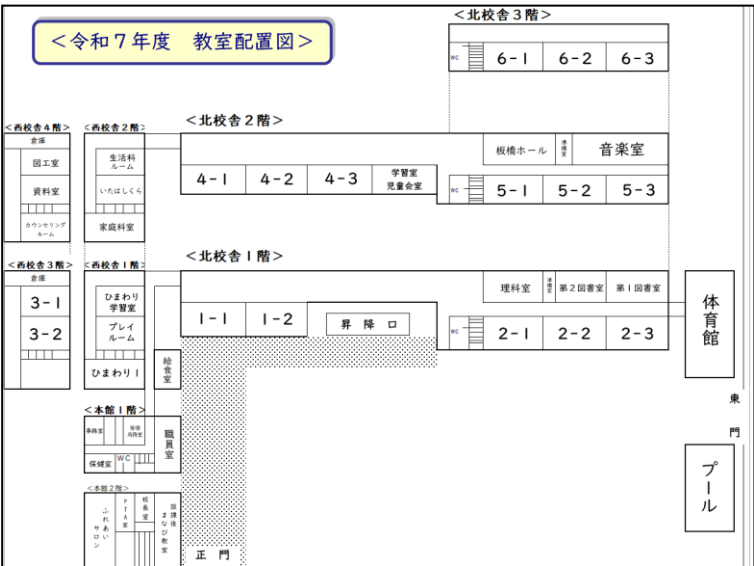 ＜令和７年度　教室配置図＞
＜北校舎３階＞
WC
6-1
6-2
6-3
＜西校舎４階＞
倉庫
図工室
資料室
カウンセリング
ルーム
＜西校舎２階＞
生活科
ルーム
いたはしくら
家庭科室
＜北校舎２階＞
4-1
4-2
4-3
学習室
児童会室
板橋ホール
準備室
音楽室
WC
5-1
5-2
5-3
＜西校舎３階＞
倉庫
3-1
3-2
＜西校舎１階＞
ひまわり
学習室
プレイ
ルーム
ひまわり１
＜北校舎１階＞
1-1
1-2
昇降口
理科室
準備室
第２図書室
第１図書室
WC
2-1
2-2
2-3
体育館
給食室
＜本館１階＞
事務室
職員室
保健室
WC
東門
プール
＜本館２階＞
ふれあい
サロン
PTA室
校長室
放課後
まなび教室
正門